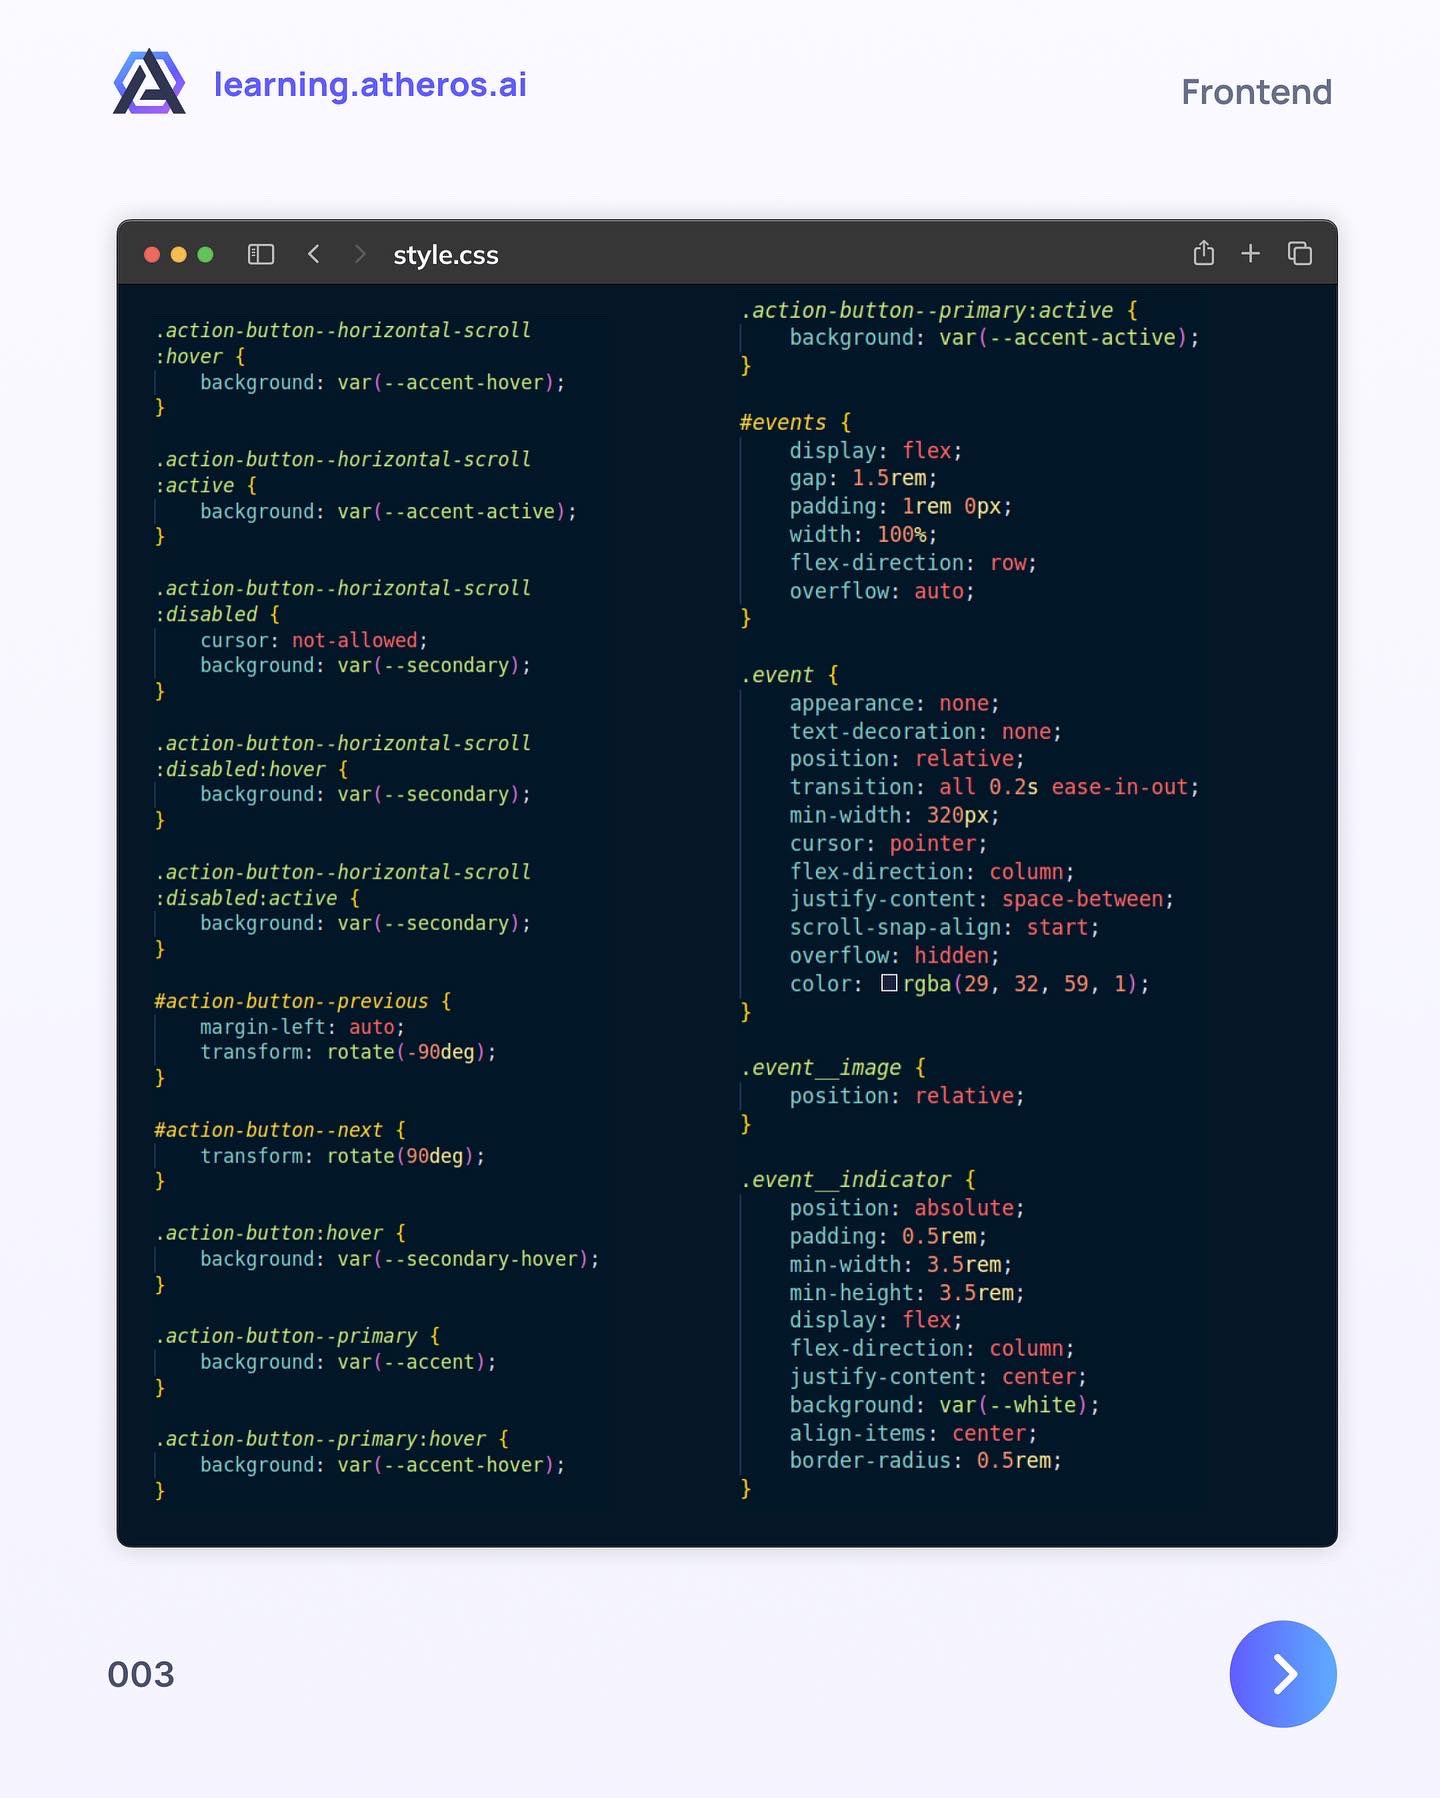 learning.atheros.ai
Frontend
style.css
.action-button--horizontal-scroll
:hover {
    background: var(--accent-hover);
}
.action-button--horizontal-scroll
:active {
    background: var(--accent-active);
}
.action-button--horizontal-scroll
:disabled {
    cursor: not-allowed;
    background: var(--secondary);
}
.action-button--horizontal-scroll
:disabled:hover {
    background: var(--secondary);
}
.action-button--horizontal-scroll
:disabled:active {
    background: var(--secondary);
}
#action-button--previous {
    margin-left: auto;
    transform: rotate(-90deg);
}
#action-button--next {
    transform: rotate(90deg);
}
.action-button:hover {
    background: var(--secondary-hover);
}
.action-button--primary {
    background: var(--accent);
}
.action-button--primary:hover {
    background: var(--accent-hover);
}
.action-button--primary:active {
    background: var(--accent-active);
}
#events {
    display: flex;
    gap: 1.5rem;
    padding: 1rem 0px;
    width: 100%;
    flex-direction: row;
    overflow: auto;
}
.event {
    appearance: none;
    text-decoration: none;
    position: relative;
    transition: all 0.2s ease-in-out;
    min-width: 320px;
    cursor: pointer;
    flex-direction: column;
    justify-content: space-between;
    scroll-snap-align: start;
    overflow: hidden;
    color: rgba(29, 32, 59, 1);
}
.event__image {
    position: relative;
}
.event__indicator {
    position: absolute;
    padding: 0.5rem;
    min-width: 3.5rem;
    min-height: 3.5rem;
    display: flex;
    flex-direction: column;
    justify-content: center;
    background: var(--white);
    align-items: center;
    border-radius: 0.5rem;
}
003